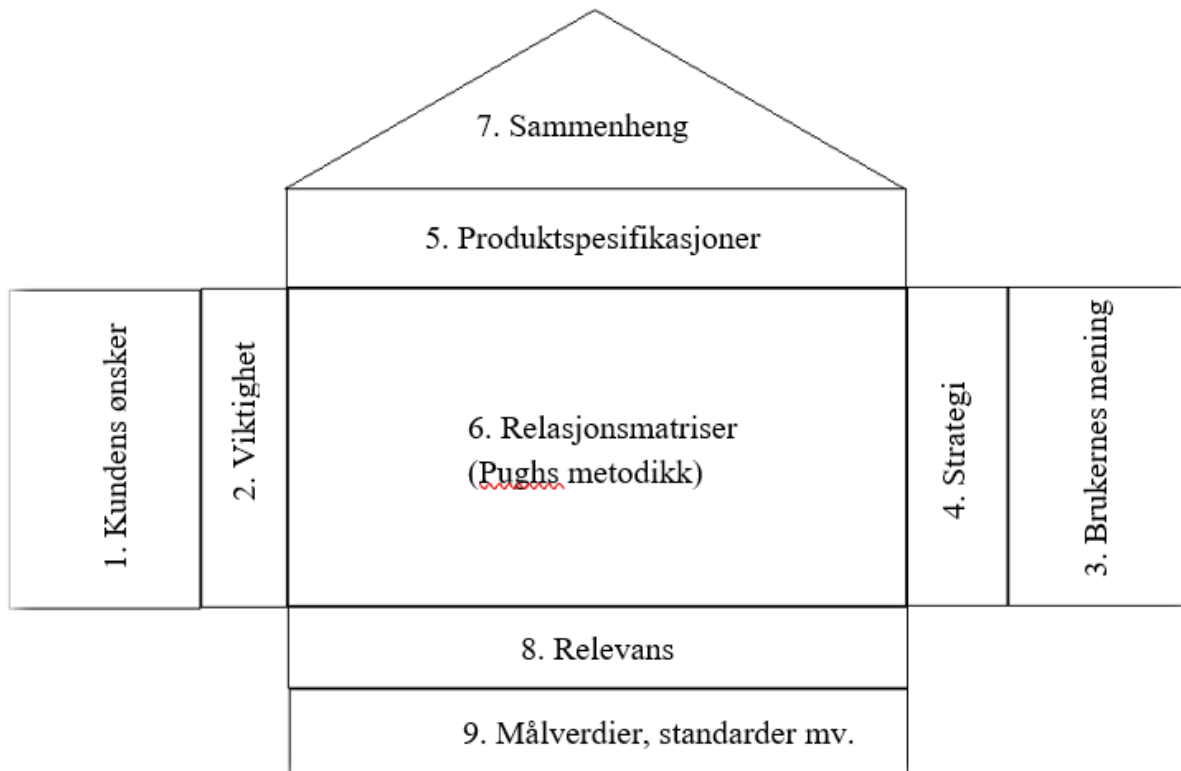 7. Sammenheng
5. Produktspesifikasjoner
1. Kundens ønsker
2. Viktighet
6. Relasjonsmatriser
(Pughs metodikk)
4. Strategi
3. Brukernes mening
8. Relevans
9. Målverdier, standarder mv.